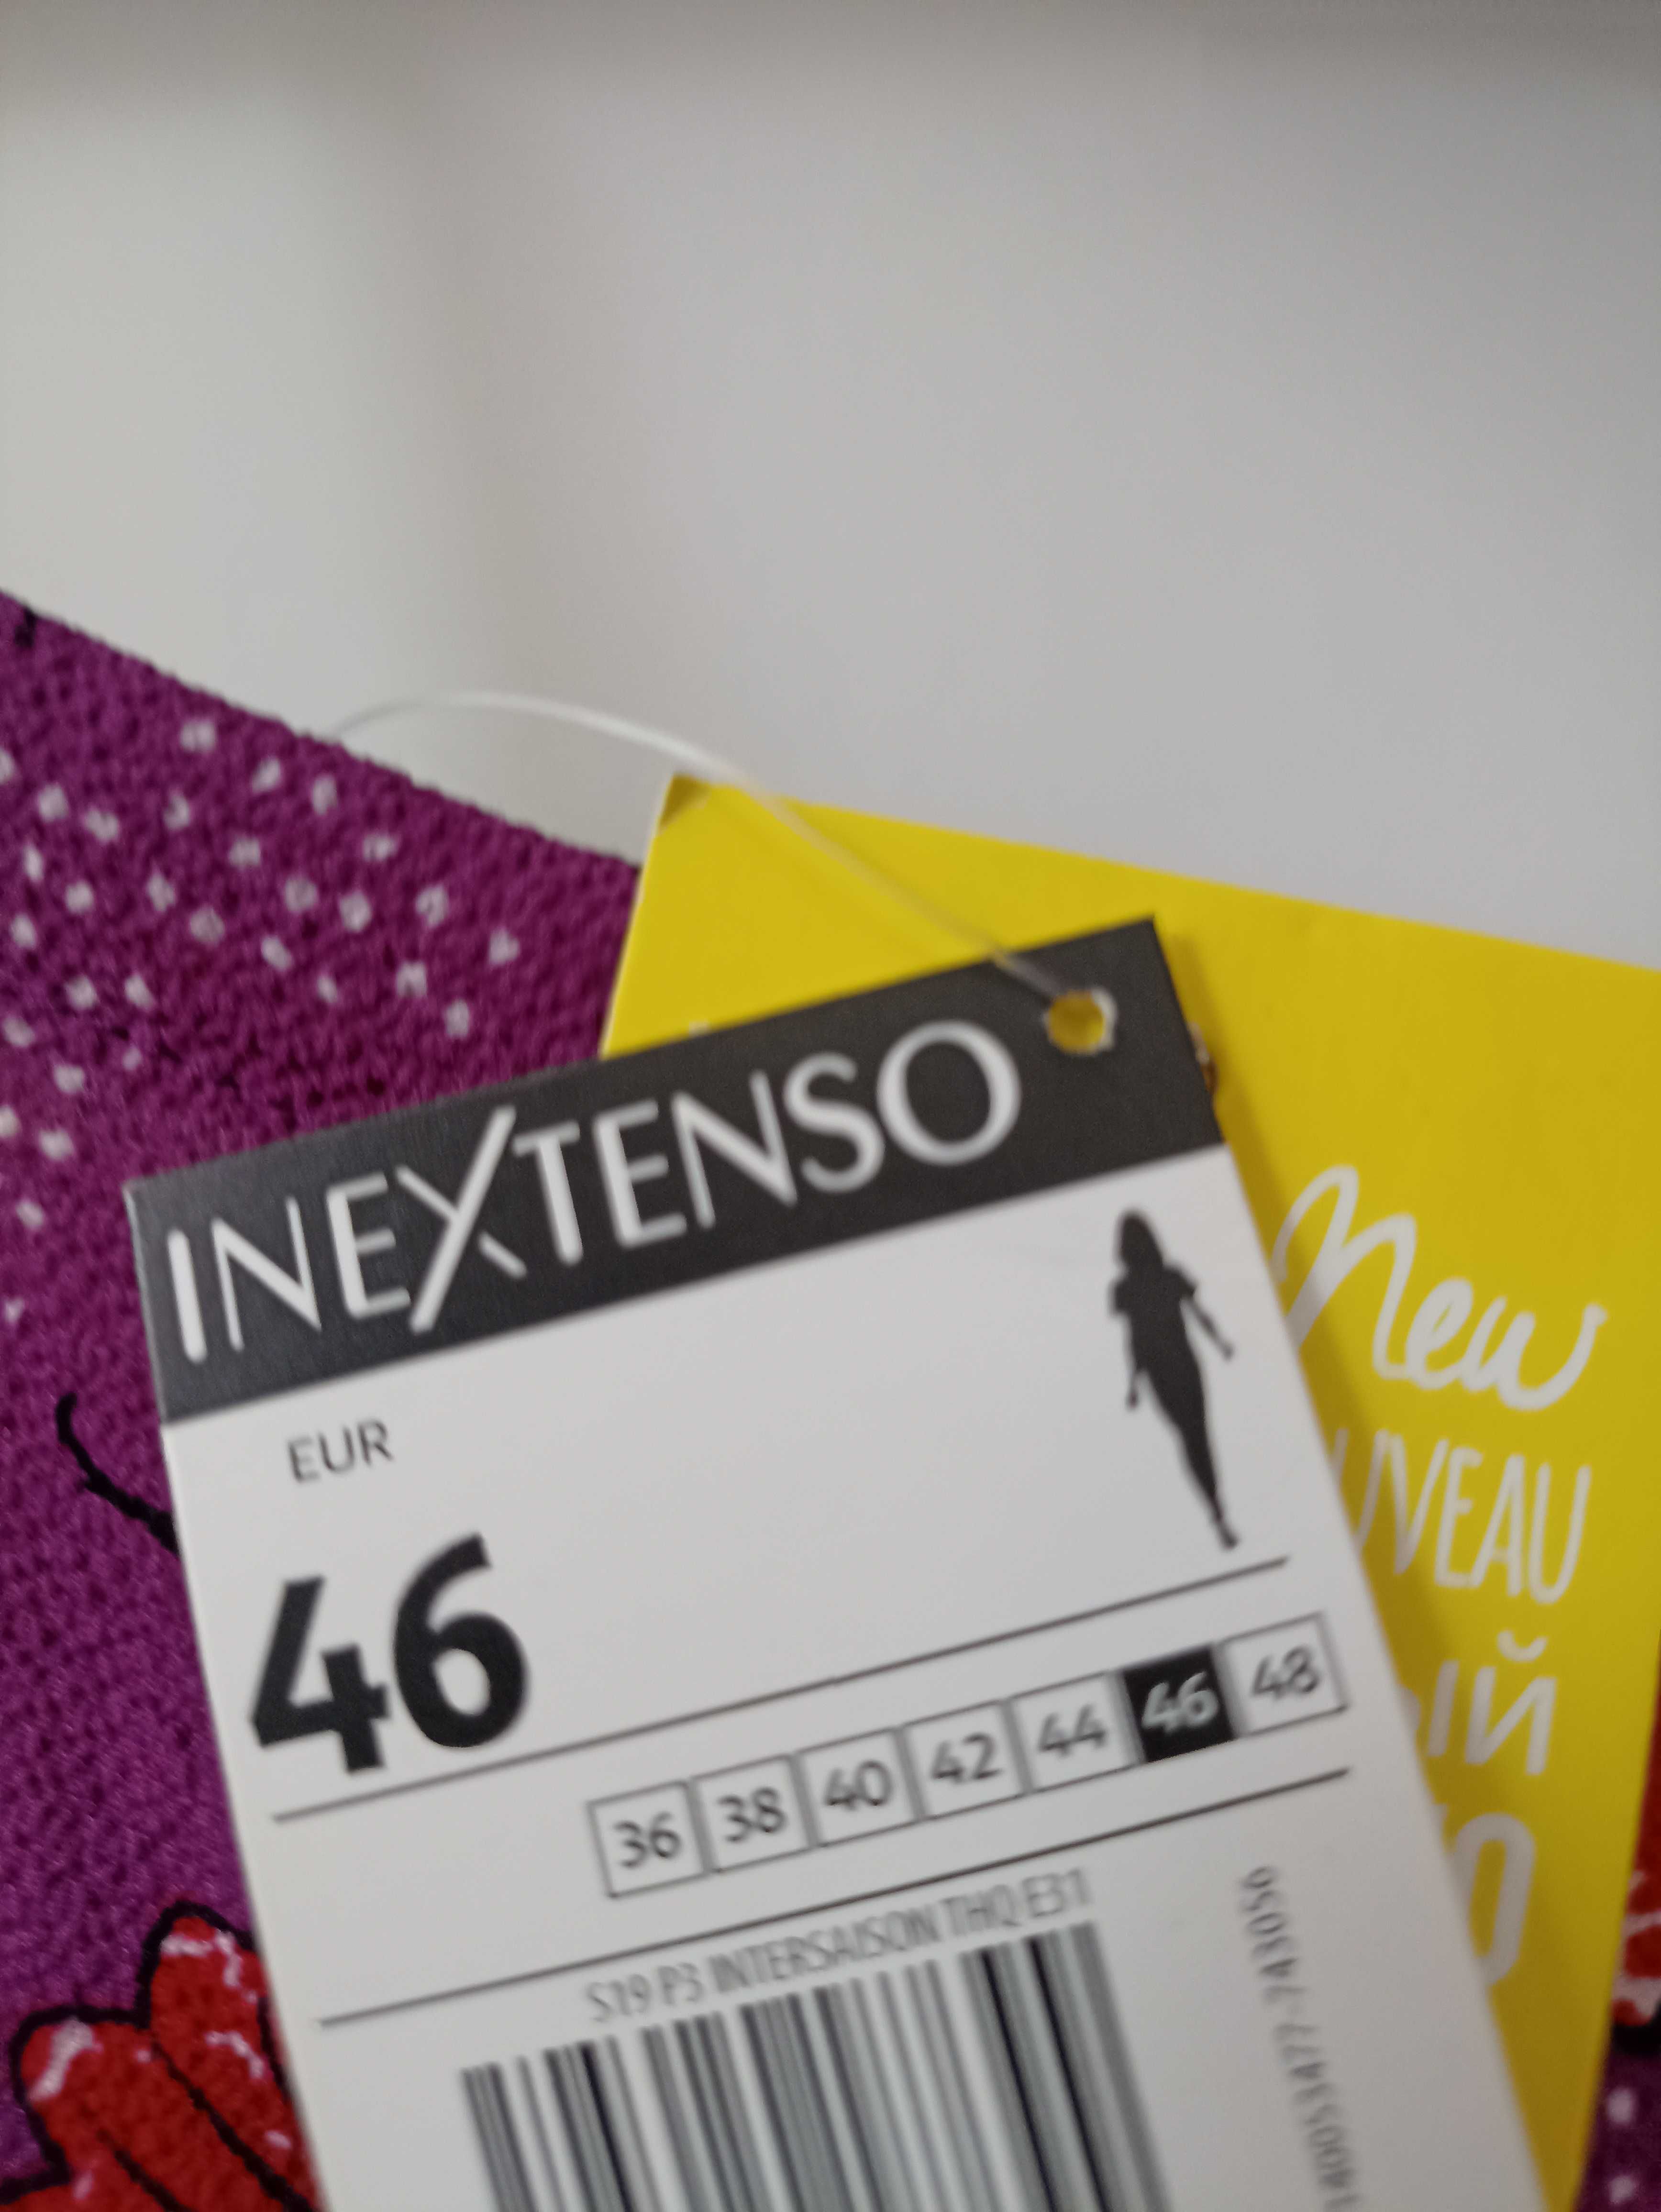 INEXTENSO
EUR
46
36 38 40 42 44 46 48
S19 P3 INTERSAISON THQ E31
New
UVEAU
ЫЙ